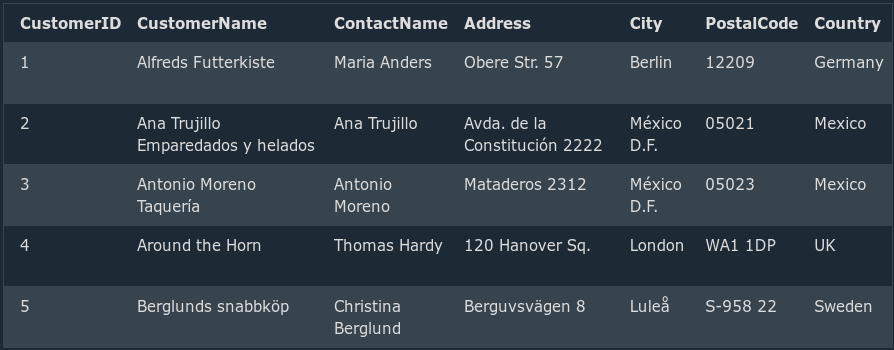 CustomerID CustomerName ContactName Address City PostalCode Country
1 Alfreds Futterkiste Maria Anders Obere Str. 57 Berlin 12209 Germany
2 Ana Trujillo Ana Trujillo Avda. de la México 05021 Mexico
Emparedados y helados Constitución 2222 D.F.
3 Antonio Moreno Antonio Mataderos 2312 México 05023 Mexico
Taquería Moreno D.F.
4 Around the Horn Thomas Hardy 120 Hanover Sq. London WA1 1DP UK
5 Berglunds snabbköp Christina Berguvsvägen 8 Luleå S-958 22 Sweden
Berglund